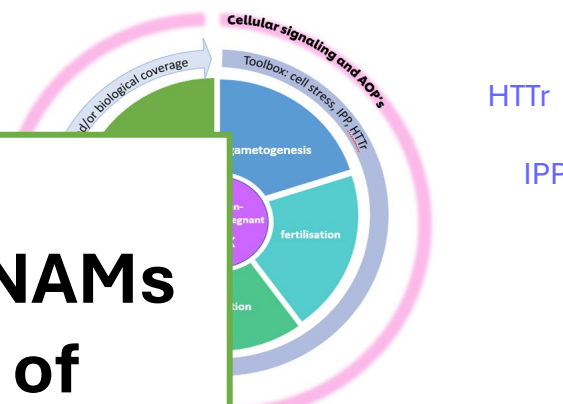 Cellular signaling and AOP's
d/or biological coverage
Toolbox: cell stress, IPP, HTTr
HTTr
gametogenesis
IPP
n-
egnant
fertilisation
NAMs
tion
of